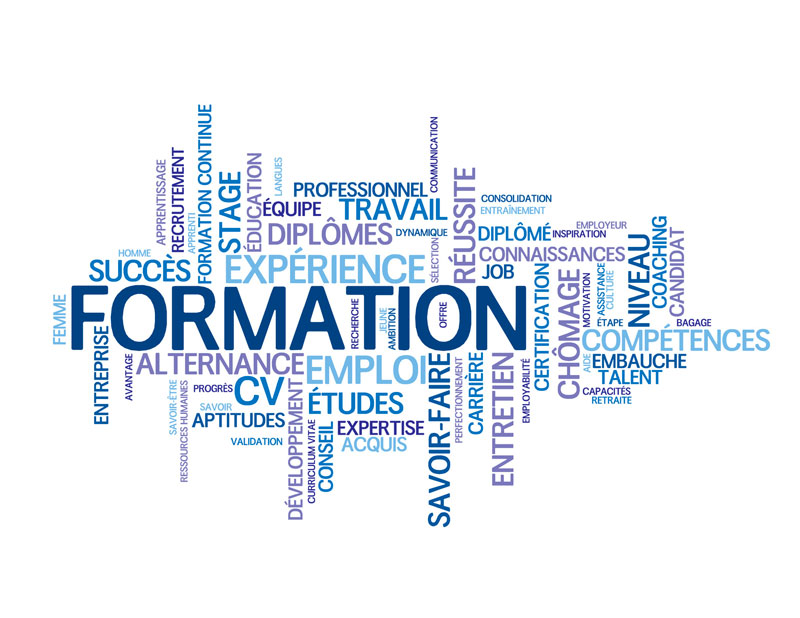 FORMATION CONTINUE
COMMUNICATION
RECRUTEMENT
APPRENTISSAGE
APPRENTI
STAGE
ÉDUCATION
LANGUES
PROFESSIONNEL
ÉQUIPE
TRAVAIL
DIPLÔMES
DYNAMIQUE
SÉLECTION
RÉUSSITE
CONSOLIDATION
ENTRAÎNEMENT
DIPLÔMÉ
INSPIRATION
EMPLOYEUR
CONNAISSANCES
JOB
HOMME
SUCCÈS
EXPÉRIENCE
FEMME
FORMATION
RECHERCHE
JEUNE
AMBITION
OFFRE
CERTIFICATION
CHÔMAGE
MOTIVATION
ASSISTANCE
CULTURE
NIVEAU
COACHING
CANDIDAT
ÉTAPE
BAGAGE
COMPÉTENCES
AIDE
EMBAUCHE
TALENT
CAPACITÉS
RETRAITE
ENTREPRISE
AVANTAGE
ALTERNANCE
EMPLOI
SAVOIR-ÊTRE
RESSOURCES HUMAINES
PROGRÈS
CV
SAVOIR
APTITUDES
VALIDATION
ÉTUDES
DÉVELOPPEMENT
CURRICULUM VITAE
CONSEIL
EXPERTISE
ACQUIS
SAVOIR-FAIRE
PERFECTIONNEMENT
CARRIÈRE
ENTRETIEN
EMPLOYABILITÉ